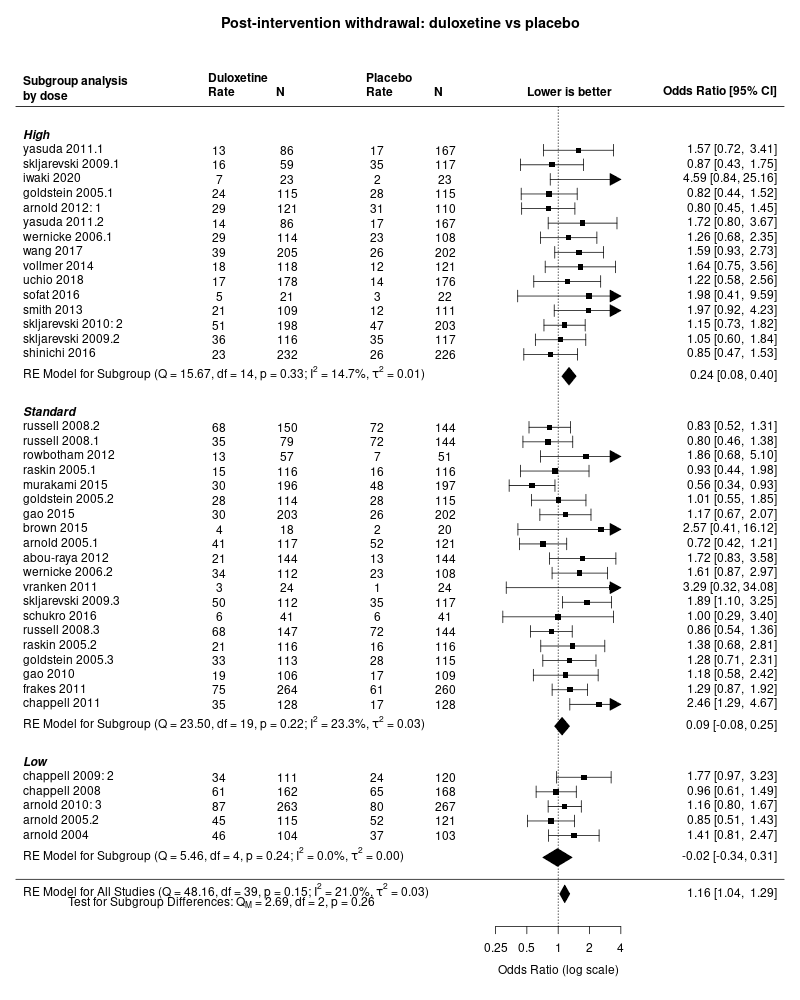 Post-intervention withdrawal: duloxetine vs placebo
Subgroup analysis by dose Duloxetine Rate N Placebo Rate N Lower is better Odds Ratio [95% CI]
High
yasuda 2011.1 13 86 17 167 1.57 [0.72, 3.41]
skljarevski 2009.1 16 59 35 117 0.87 [0.43, 1.75]
iwaki 2020 7 23 2 23 4.59 [0.84, 25.16]
goldstein 2005.1 24 115 28 115 0.82 [0.44, 1.52]
arnold 2012: 1 29 121 31 110 0.80 [0.45, 1.45]
yasuda 2011.2 14 86 17 167 1.72 [0.80, 3.67]
wernicke 2006.1 29 114 23 108 1.26 [0.68, 2.35]
wang 2017 39 205 26 202 1.59 [0.93, 2.73]
vollmer 2014 18 118 12 121 1.64 [0.75, 3.56]
uchio 2018 17 178 14 176 1.22 [0.58, 2.56]
sofat 2016 5 21 3 22 1.98 [0.41, 9.59]
smith 2013 21 109 12 111 1.97 [0.92, 4.23]
skljarevski 2010: 2 51 198 47 203 1.15 [0.73, 1.82]
skljarevski 2009.2 36 116 35 117 1.05 [0.60, 1.84]
shinichi 2016 23 232 26 226 0.85 [0.47, 1.53]
RE Model for Subgroup (Q = 15.67, df = 14, p = 0.33; I² = 14.7%, τ² = 0.01) 0.24 [0.08, 0.40]
Standard
russell 2008.2 68 150 72 144 0.83 [0.52, 1.31]
russell 2008.1 35 79 72 144 0.80 [0.46, 1.38]
rowbotham 2012 13 57 7 51 1.86 [0.68, 5.10]
raskin 2005.1 15 116 16 116 0.93 [0.44, 1.98]
murakami 2015 30 196 48 197 0.56 [0.34, 0.93]
goldstein 2005.2 28 114 28 115 1.01 [0.55, 1.85]
gao 2015 30 203 26 202 1.17 [0.67, 2.07]
brown 2015 4 18 2 20 2.57 [0.41, 16.12]
arnold 2005.1 41 117 52 121 0.72 [0.42, 1.21]
abou-raya 2012 21 144 13 144 1.72 [0.83, 3.58]
wernicke 2006.2 34 112 23 108 1.61 [0.87, 2.97]
vranken 2011 3 24 1 24 3.29 [0.32, 34.08]
skljarevski 2009.3 50 112 35 117 1.89 [1.10, 3.25]
schukro 2016 6 41 6 41 1.00 [0.29, 3.40]
russell 2008.3 68 147 72 144 0.86 [0.54, 1.36]
raskin 2005.2 21 116 16 116 1.38 [0.68, 2.81]
goldstein 2005.3 33 113 28 115 1.28 [0.71, 2.31]
gao 2010 19 106 17 109 1.18 [0.58, 2.42]
frakes 2011 75 264 61 260 1.29 [0.87, 1.92]
chappell 2011 35 128 17 128 2.46 [1.29, 4.67]
RE Model for Subgroup (Q = 23.50, df = 19, p = 0.22; I² = 23.3%, τ² = 0.03) 0.09 [-0.08, 0.25]
Low
chappell 2009: 2 34 111 24 120 1.77 [0.97, 3.23]
chappell 2008 61 162 65 168 0.96 [0.61, 1.49]
arnold 2010: 3 87 263 80 267 1.16 [0.80, 1.67]
arnold 2005.2 45 115 52 121 0.85 [0.51, 1.43]
arnold 2004 46 104 37 103 1.41 [0.81, 2.47]
RE Model for Subgroup (Q = 5.46, df = 4, p = 0.24; I² = 0.0%, τ² = 0.00) -0.02 [-0.34, 0.31]
RE Model for All Studies (Q = 48.16, df = 39, p = 0.15; I² = 21.0%, τ² = 0.03) 1.16 [1.04, 1.29]
Test for Subgroup Differences: Q_M = 2.69, df = 2, p = 0.26
0.25 0.5 1 2 4
Odds Ratio (log scale)